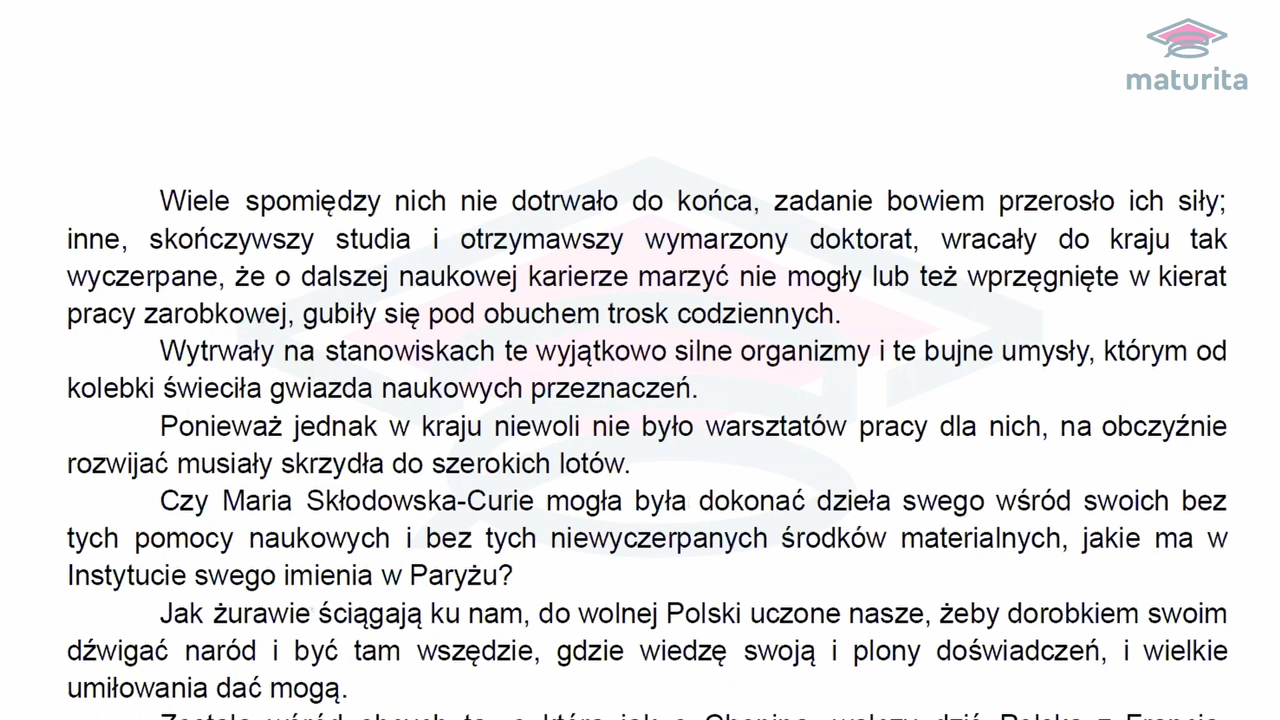 maturita
Wiele spomiędzy nich nie dotrwało do końca, zadanie bowiem przerosło ich siły;
inne, skończywszy studia i otrzymawszy wymarzony doktorat, wracały do kraju tak
wyczerpane, że o dalszej naukowej karierze marzyć nie mogły lub też wprzęgnięte w kierat
pracy zarobkowej, gubiły się pod obuchem trosk codziennych.
Wytrwały na stanowiskach te wyjątkowo silne organizmy i te bujne umysły, którym od
kolebki świeciła gwiazda naukowych przeznaczeń.
Ponieważ jednak w kraju niewoli nie było warsztatów pracy dla nich, na obczyźnie
rozwijać musiały skrzydła do szerokich lotów.
Czy Maria Skłodowska-Curie mogła była dokonać dzieła swego wśród swoich bez
tych pomocy naukowych i bez tych niewyczerpanych środków materialnych, jakie ma w
Instytucie swego imienia w Paryżu?
Jak żurawie ściągają ku nam, do wolnej Polski uczone nasze, żeby dorobkiem swoim
dźwigać naród i być tam wszędzie, gdzie wiedzę swoją i plony doświadczeń, i wielkie
umiłowania dać mogą.